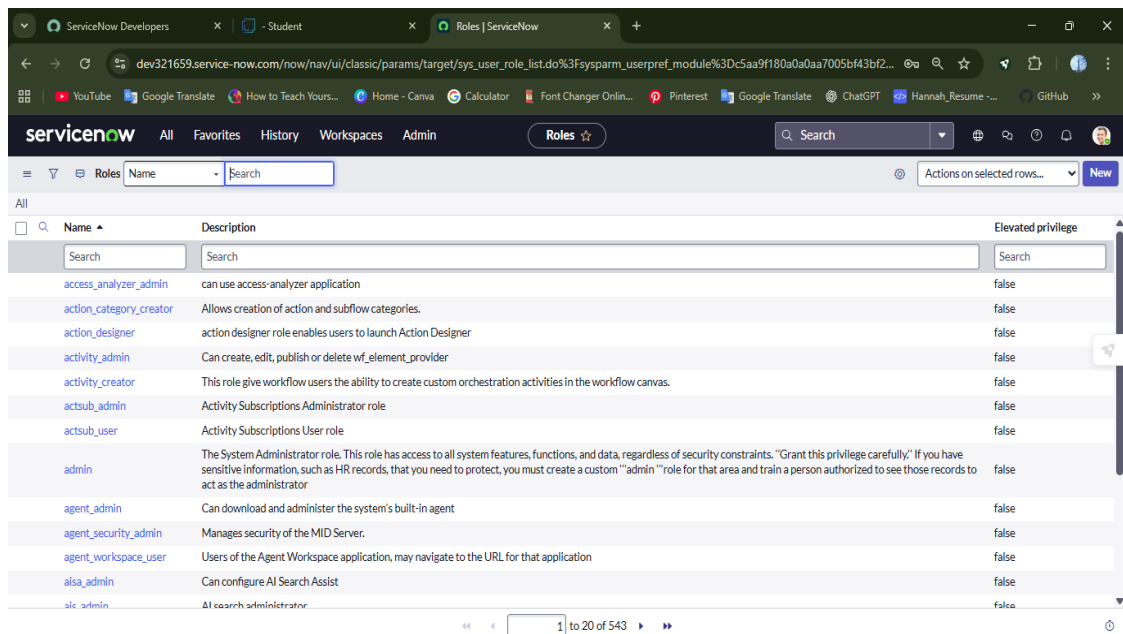 ServiceNow Developers
- Student
Roles | ServiceNow
dev321659.service-now.com/now/nav/ui/classic/params/target/sys_user_role_list.do%3Fsysparm_userpref_module%3Dc5aa9f180a0a0aa7005bf43bf2...
YouTube Google Translate How to Teach Yours... Home - Canva Calculator Font Changer Onlin... Pinterest Google Translate ChatGPT Hannah_Resume -... GitHub
servicenow All Favorites History Workspaces Admin Roles Search
Roles Name Search Actions on selected rows... New
All
Name Description Elevated privilege
Search Search Search
access_analyzer_admin can use access-analyzer application false
action_category_creator Allows creation of action and subflow categories. false
action_designer action designer role enables users to launch Action Designer false
activity_admin Can create, edit, publish or delete wf_element_provider false
activity_creator This role give workflow users the ability to create custom orchestration activities in the workflow canvas. false
actsub_admin Activity Subscriptions Administrator role false
actsub_user Activity Subscriptions User role false
The System Administrator role. This role has access to all system features, functions, and data, regardless of security constraints. "Grant this privilege carefully." If you have
admin sensitive information, such as HR records, that you need to protect, you must create a custom '"admin '"role for that area and train a person authorized to see those records to false
act as the administrator
agent_admin Can download and administer the system's built-in agent false
agent_security_admin Manages security of the MID Server. false
agent_workspace_user Users of the Agent Workspace application, may navigate to the URL for that application false
aisa_admin Can configure AI Search Assist false
ais_admin AI search administrator false
1 to 20 of 543